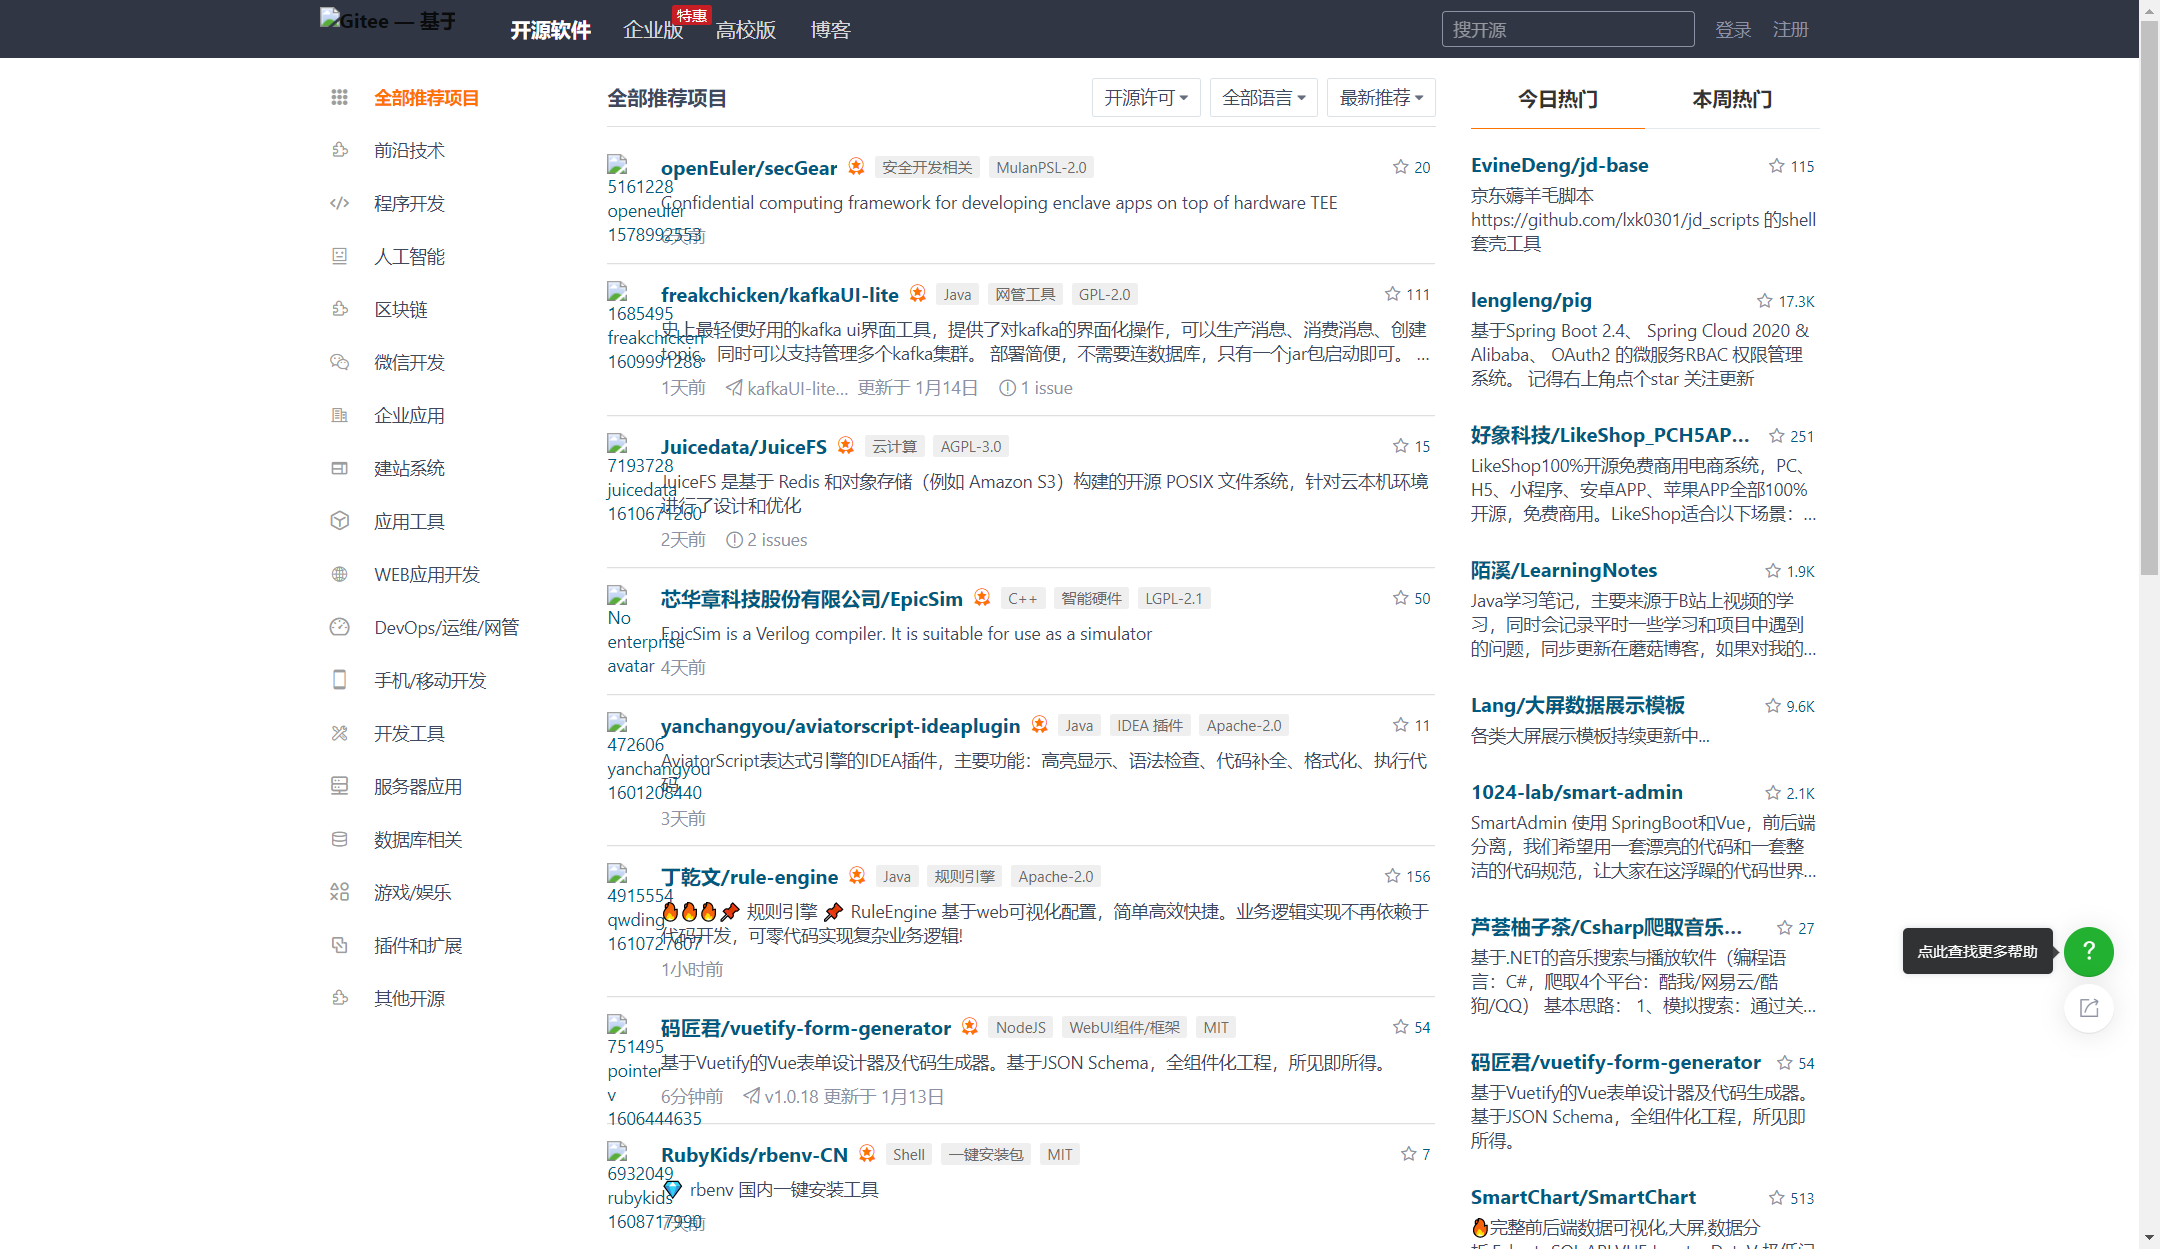 Gitee — 基于
开源软件
企业版
特惠
高校版
博客
搜开源
登录
注册
全部推荐项目
前沿技术
程序开发
人工智能
区块链
微信开发
企业应用
建站系统
应用工具
WEB应用开发
DevOps/运维/网管
手机/移动开发
开发工具
服务器应用
数据库相关
游戏/娱乐
插件和扩展
其他开源
全部推荐项目
开源许可
全部语言
最新推荐
5161228 openeuler 1578992553
openEuler/secGear 安全开发相关 MulanPSL-2.0 20
Confidential computing framework for developing enclave apps on top of hardware TEE
1685495 freakchicken 1609991288
freakchicken/kafkaUI-lite Java 网管工具 GPL-2.0 111
史上最轻便好用的kafka ui界面工具，提供了对kafka的界面化操作，可以生产消息、消费消息、创建
topic。同时可以支持管理多个kafka集群。 部署简便，不需要连数据库，只有一个jar包启动即可。 ...
1天前 kafkaUI-lite... 更新于 1月14日 1 issue
7193728 juicedata 1610671260
Juicedata/JuiceFS 云计算 AGPL-3.0 15
JuiceFS 是基于 Redis 和对象存储（例如 Amazon S3）构建的开源 POSIX 文件系统，针对云本机环境
进行了设计和优化
2天前 2 issues
No enterprise avatar
芯华章科技股份有限公司/EpicSim C++ 智能硬件 LGPL-2.1 50
EpicSim is a Verilog compiler. It is suitable for use as a simulator
4天前
472606 yanchangyou 1601208440
yanchangyou/aviatorscript-ideaplugin Java IDEA 插件 Apache-2.0 11
AviatorScript表达式引擎的IDEA插件，主要功能：高亮显示、语法检查、代码补全、格式化、执行代
码
3天前
4915554 qwding 1610727607
丁乾文/rule-engine Java 规则引擎 Apache-2.0 156
🔥🔥🔥📌 规则引擎 📌 RuleEngine 基于web可视化配置，简单高效快捷。业务逻辑实现不再依赖于
代码开发，可零代码实现复杂业务逻辑!
1小时前
751495 pointer v 1606444635
码匠君/vuetify-form-generator NodeJS WebUI组件/框架 MIT 54
基于Vuetify的Vue表单设计器及代码生成器。基于JSON Schema，全组件化工程，所见即所得。
6分钟前 v1.0.18 更新于 1月13日
6932049 rubykids 1608717990
RubyKids/rbenv-CN Shell 一键安装包 MIT 7
💎 rbenv 国内一键安装工具
7天前
今日热门
本周热门
EvineDeng/jd-base 115
京东薅羊毛脚本
https://github.com/lxk0301/jd_scripts 的shell
套壳工具
lengleng/pig 17.3K
基于Spring Boot 2.4、 Spring Cloud 2020 &
Alibaba、 OAuth2 的微服务RBAC 权限管理
系统。 记得右上角点个star 关注更新
好象科技/LikeShop_PCH5AP... 251
LikeShop100%开源免费商用电商系统，PC、
H5、小程序、安卓APP、苹果APP全部100%
开源，免费商用。LikeShop适合以下场景：...
陌溪/LearningNotes 1.9K
Java学习笔记，主要来源于B站上视频的学
习，同时会记录平时一些学习和项目中遇到
的问题，同步更新在蘑菇博客，如果对我的...
Lang/大屏数据展示模板 9.6K
各类大屏展示模板持续更新中...
1024-lab/smart-admin 2.1K
SmartAdmin 使用 SpringBoot和Vue，前后端
分离，我们希望用一套漂亮的代码和一套整
洁的代码规范，让大家在这浮躁的代码世界...
芦荟柚子茶/Csharp爬取音乐... 27
基于.NET的音乐搜索与播放软件（编程语
言：C#，爬取4个平台：酷我/网易云/酷
狗/QQ） 基本思路： 1、模拟搜索：通过关...
码匠君/vuetify-form-generator 54
基于Vuetify的Vue表单设计器及代码生成器。
基于JSON Schema，全组件化工程，所见即
所得。
SmartChart/SmartChart 513
🔥完整前后端数据可视化,大屏,数据分
点此查找更多帮助
?